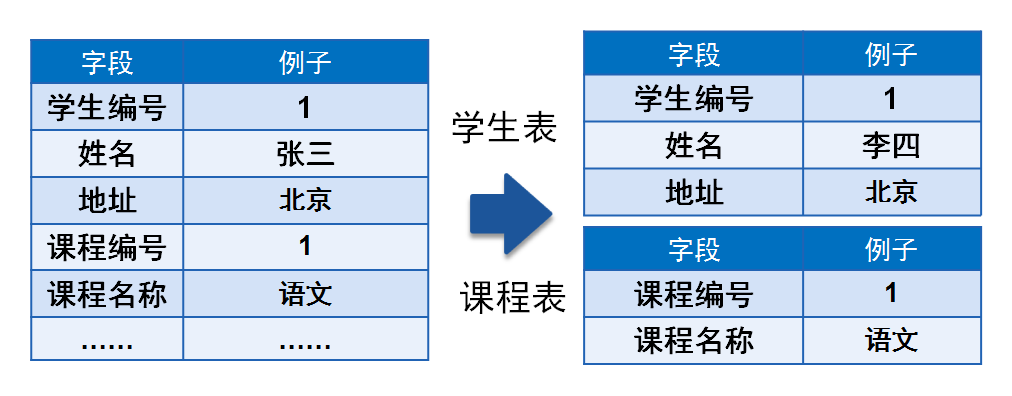 字段 例子
学生编号 1
姓名 张三
地址 北京
课程编号 1
课程名称 语文
…… ……
学生表
课程表
字段 例子
学生编号 1
姓名 李四
地址 北京
字段 例子
课程编号 1
课程名称 语文